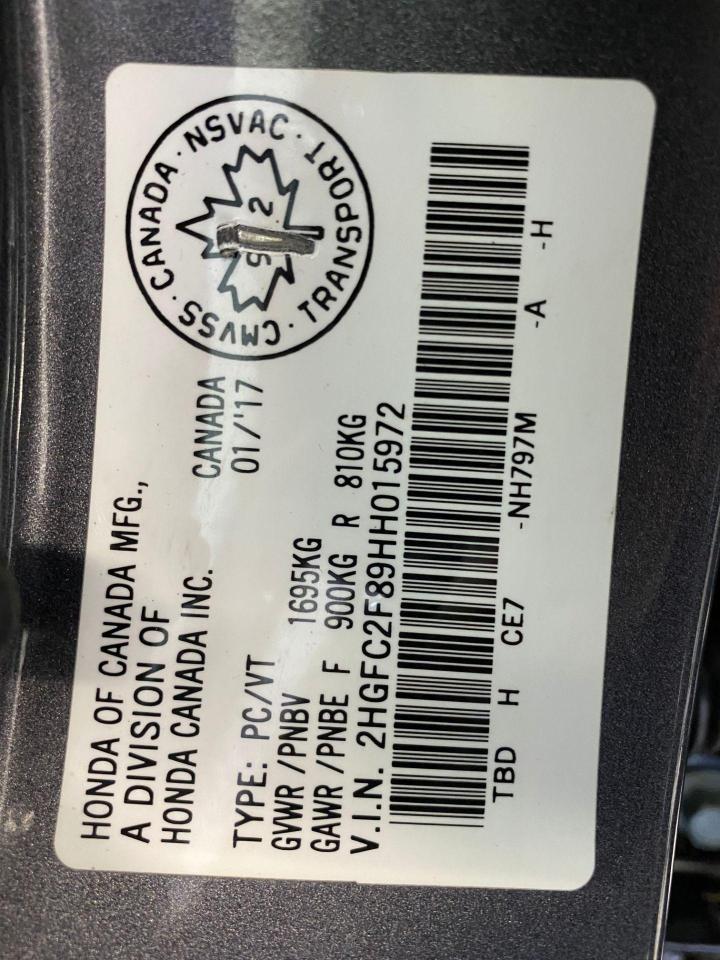 HONDA OF CANADA MFG.,
A DIVISION OF
HONDA CANADA INC.
CANADA
01/'17
TYPE: PC/VT
GVWR /PNBV 1695KG
GAWR /PNBE F 900KG R 810KG
V.I.N. 2HGFC2F89HH015972
TBD H CE7 -NH797M -A -H
CMVSS · CANADA · NSVAC · TRANSPORT ·